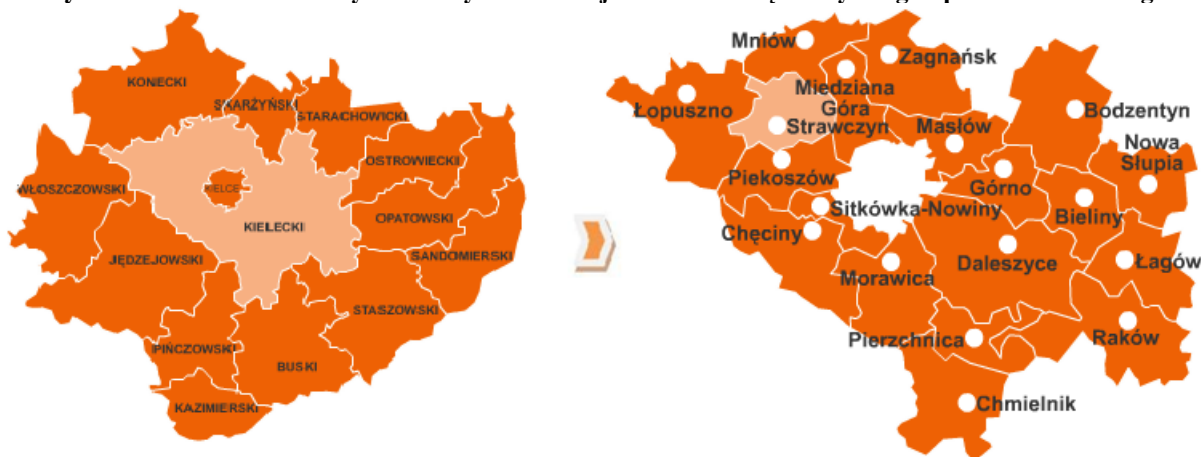 KONECKI
SKARŻYŃSKI
STARACHOWICKI
OSTROWIECKII
WŁOSZCZOWSKI
KIELCE
OPATOWSKI
KIELECKI
SANDOMIERSKI
JĘDZEJOWSKI
STASZOWSKI
PIŃCZOWSKI
BUSKI
KAZIMIERSKI
Mniów
Zagnańsk
Miedziana
Góra
Łopuszno
Bodzentyn
Strawczyn
Masłów
Nowa
Słupia
Piekoszów
Górno
Sitkówka-Nowiny
Bieliny
Chęciny
Morawica
Daleszyce
Łagów
Pierzchnica
Raków
Chmielnik